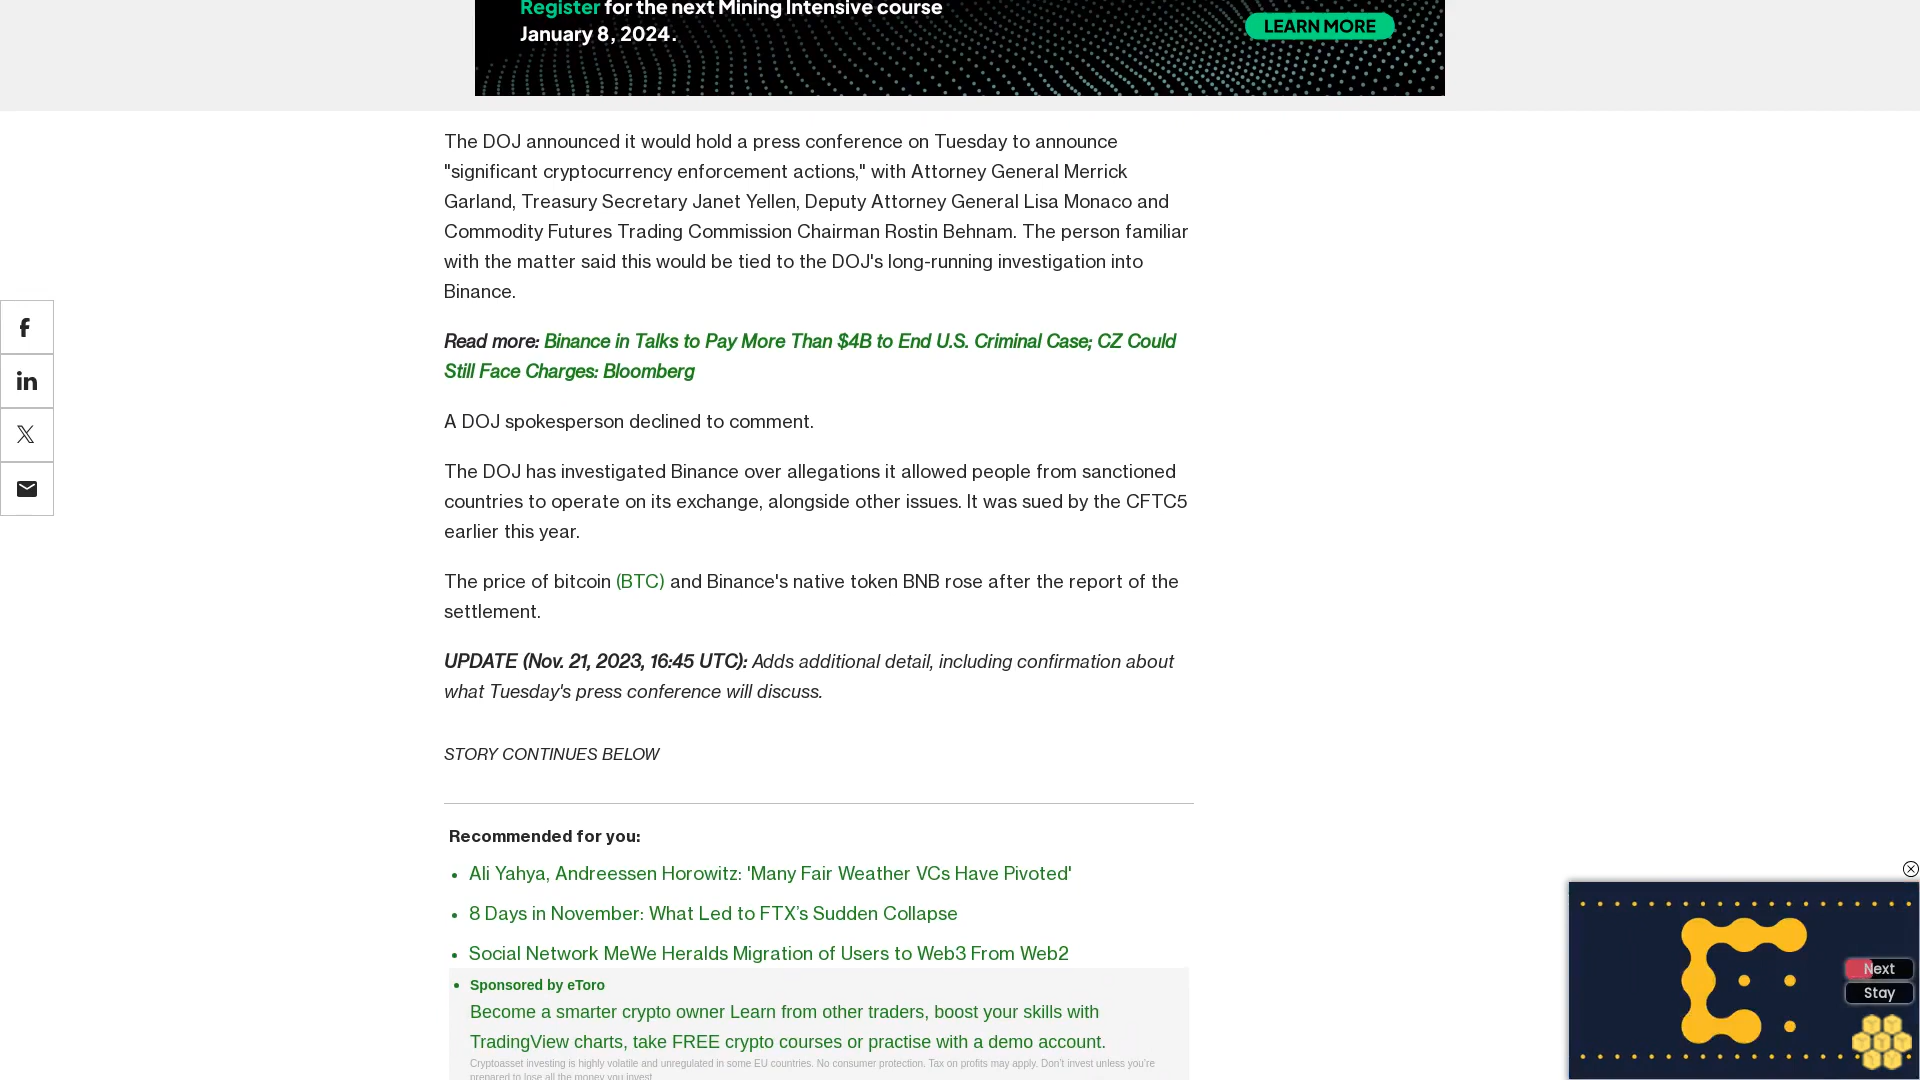 Register for the next Mining Intensive course
January 8, 2024.
LEARN MORE
The DOJ announced it would hold a press conference on Tuesday to announce
"significant cryptocurrency enforcement actions," with Attorney General Merrick
Garland, Treasury Secretary Janet Yellen, Deputy Attorney General Lisa Monaco and
Commodity Futures Trading Commission Chairman Rostin Behnam. The person familiar
with the matter said this would be tied to the DOJ's long-running investigation into
Binance.
Read more: Binance in Talks to Pay More Than $4B to End U.S. Criminal Case; CZ Could
Still Face Charges: Bloomberg
A DOJ spokesperson declined to comment.
The DOJ has investigated Binance over allegations it allowed people from sanctioned
countries to operate on its exchange, alongside other issues. It was sued by the CFTC5
earlier this year.
The price of bitcoin (BTC) and Binance's native token BNB rose after the report of the
settlement.
UPDATE (Nov. 21, 2023, 16:45 UTC): Adds additional detail, including confirmation about
what Tuesday's press conference will discuss.
STORY CONTINUES BELOW
Recommended for you:
• Ali Yahya, Andreessen Horowitz: 'Many Fair Weather VCs Have Pivoted'
• 8 Days in November: What Led to FTX’s Sudden Collapse
• Social Network MeWe Heralds Migration of Users to Web3 From Web2
• Sponsored by eToro
Become a smarter crypto owner Learn from other traders, boost your skills with
TradingView charts, take FREE crypto courses or practise with a demo account.
Cryptoasset investing is highly volatile and unregulated in some EU countries. No consumer protection. Tax on profits may apply. Don’t invest unless you’re
prepared to lose all the money you invest
Next
Stay